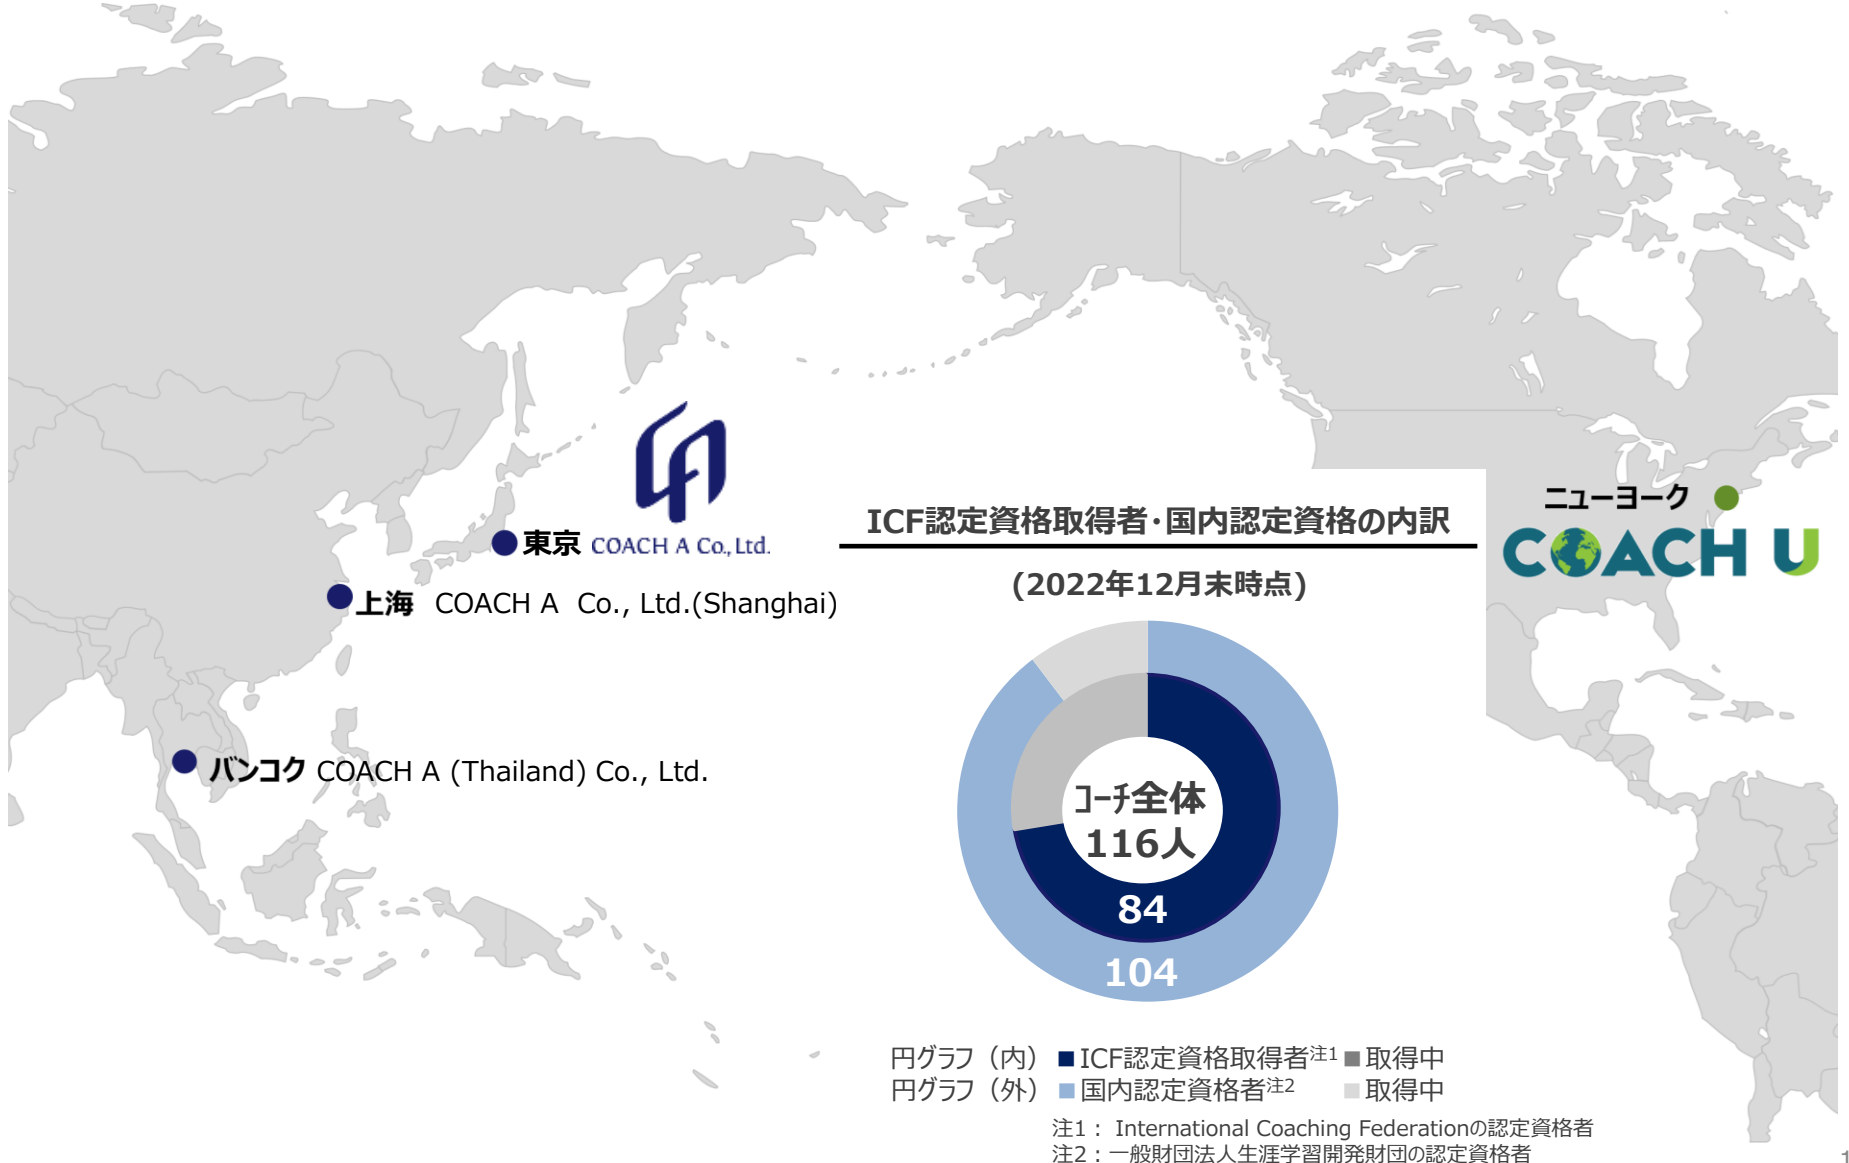 COACH A Co., Ltd.
東京
上海 COACH A Co., Ltd.(Shanghai)
バンコク COACH A (Thailand) Co., Ltd.
ニューヨーク
COACH U
ICF認定資格取得者・国内認定資格の内訳
(2022年12月末時点)
コーチ全体
116人
84
104
円グラフ（内） ■ICF認定資格取得者注1 ■取得中
円グラフ（外） ■国内認定資格者注2 ■取得中
注1： International Coaching Federationの認定資格者
注2：一般財団法人生涯学習開発財団の認定資格者